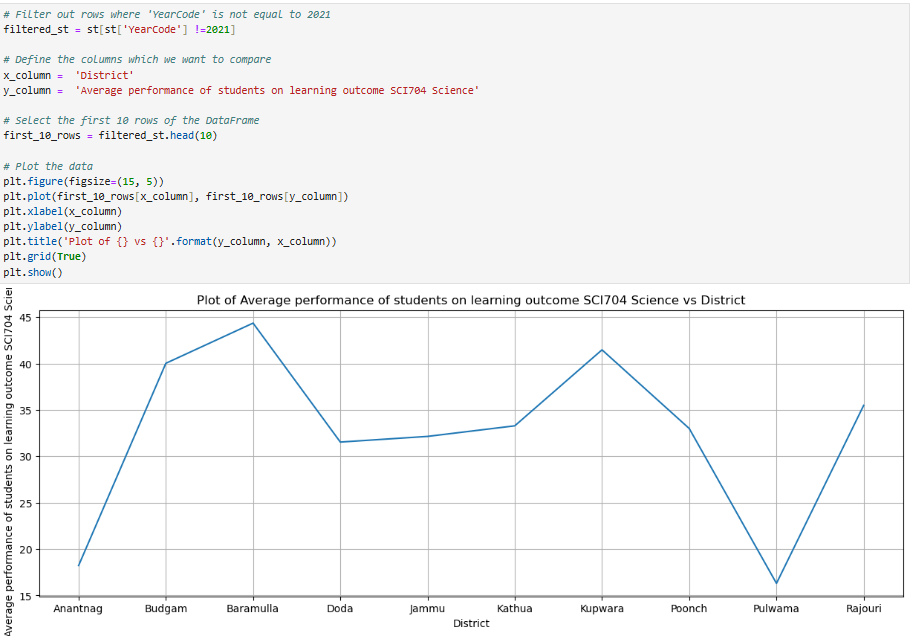 # Filter out rows where 'YearCode' is not equal to 2021
filtered_st = st[st['YearCode'] !=2021]
# Define the columns which we want to compare
x_column =  'District'
y_column =  'Average performance of students on learning outcome SCI704 Science'
# Select the first 10 rows of the DataFrame
first_10_rows = filtered_st.head(10)
# Plot the data
plt.figure(figsize=(15, 5))
plt.plot(first_10_rows[x_column], first_10_rows[y_column])
plt.xlabel(x_column)
plt.ylabel(y_column)
plt.title('Plot of {} vs {}'.format(y_column, x_column))
plt.grid(True)
plt.show()
Plot of Average performance of students on learning outcome SCI704 Science vs District
Average performance of students on learning outcome SCI704
45
40
35
30
25
20
15
Anantnag Budgam Baramulla Doda Jammu Kathua Kupwara Poonch Pulwama Rajouri
District